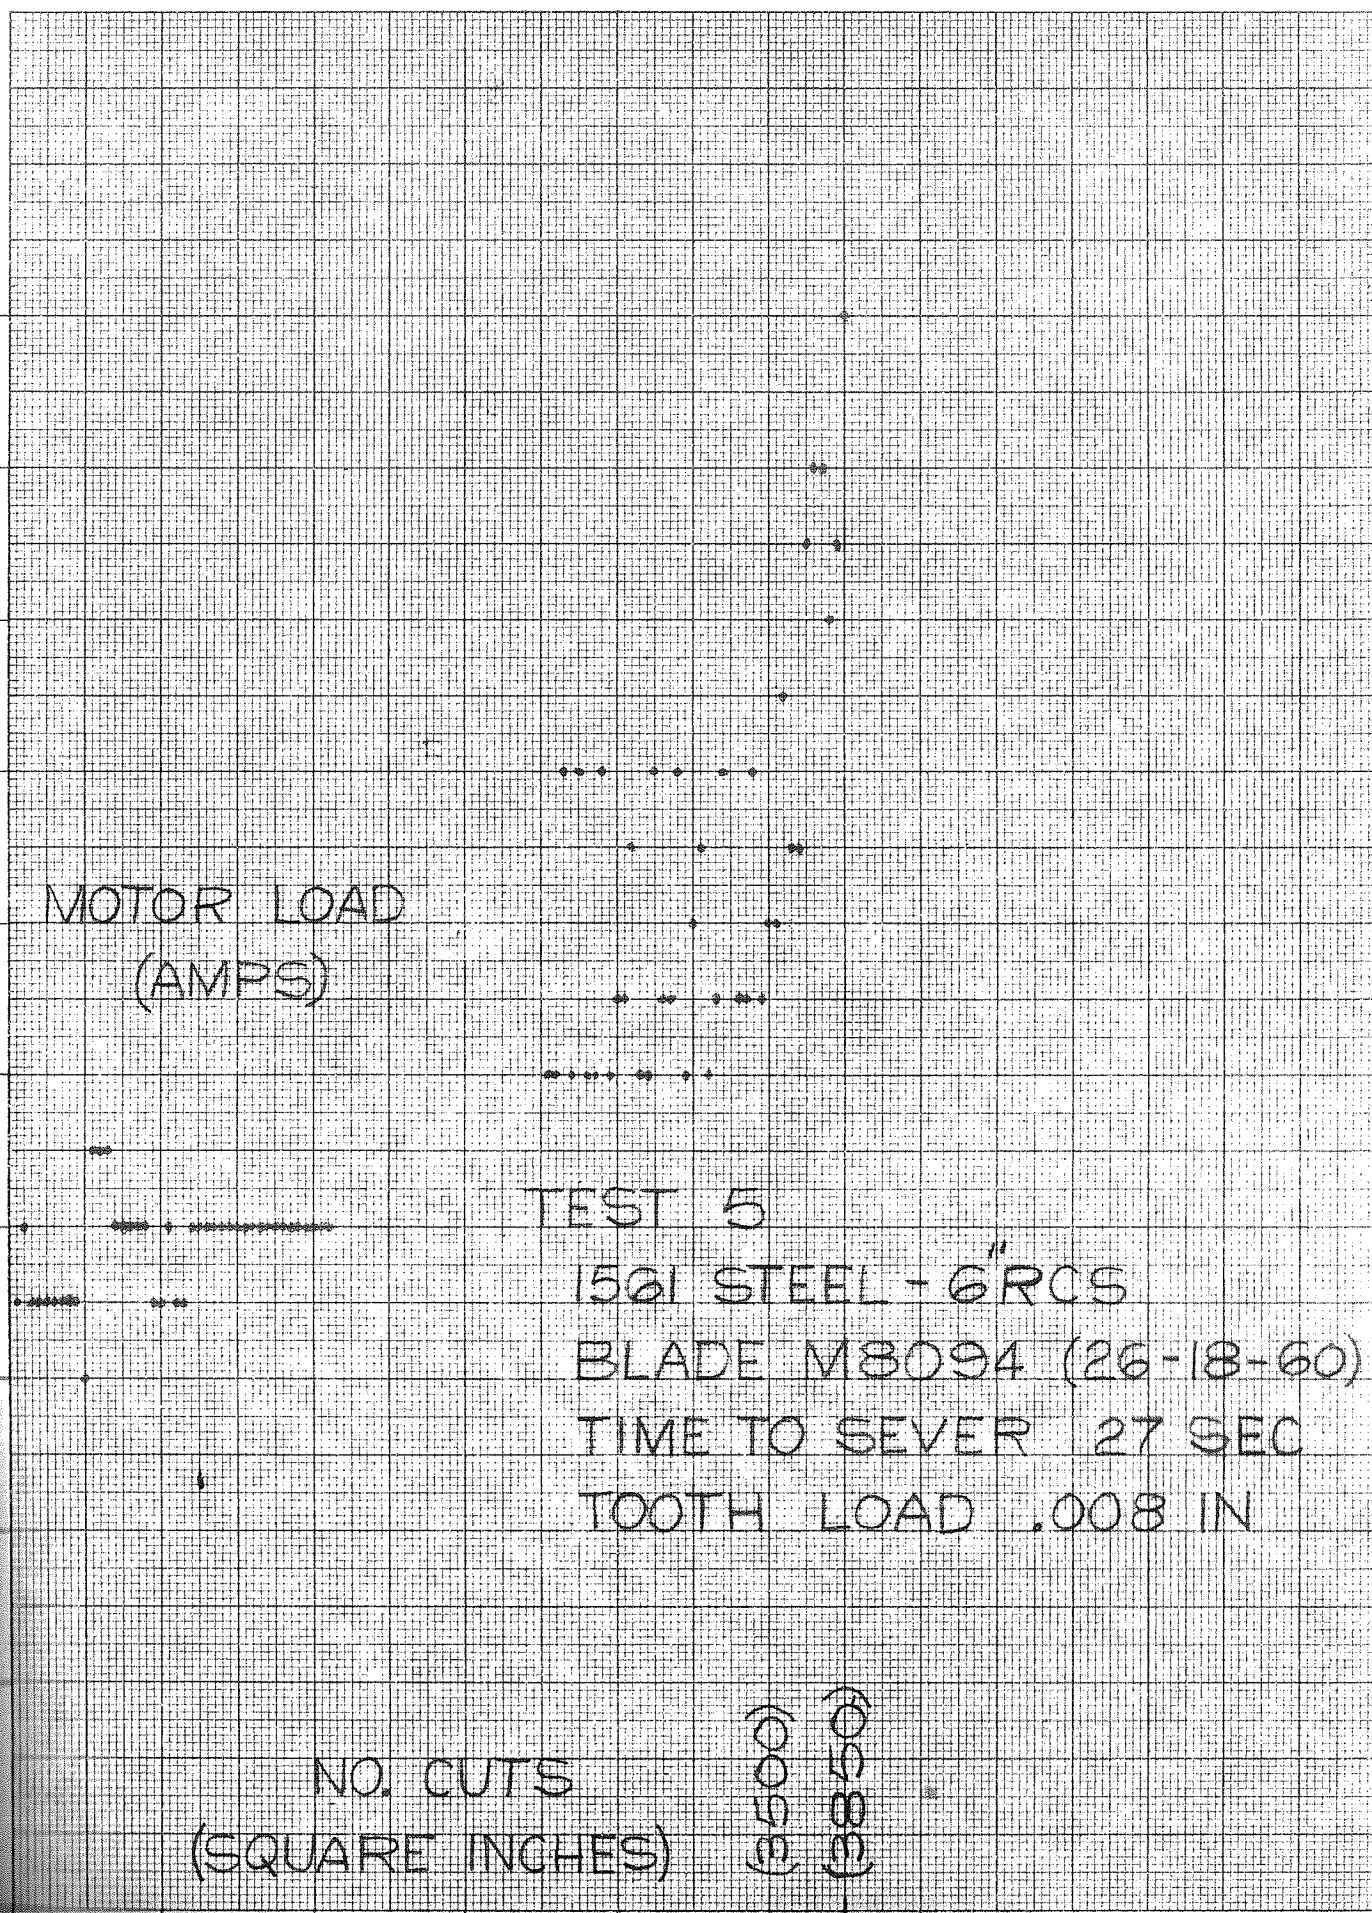 MOTOR LOAD
(AMPS)
TEST 5
1561 STEEL - 6" RCS
BLADE M8094 (26-18-60)
TIME TO SEVER 27 SEC
TOOTH LOAD .008 IN
NO. CUTS
(SQUARE INCHES)
(3500)
(3850)